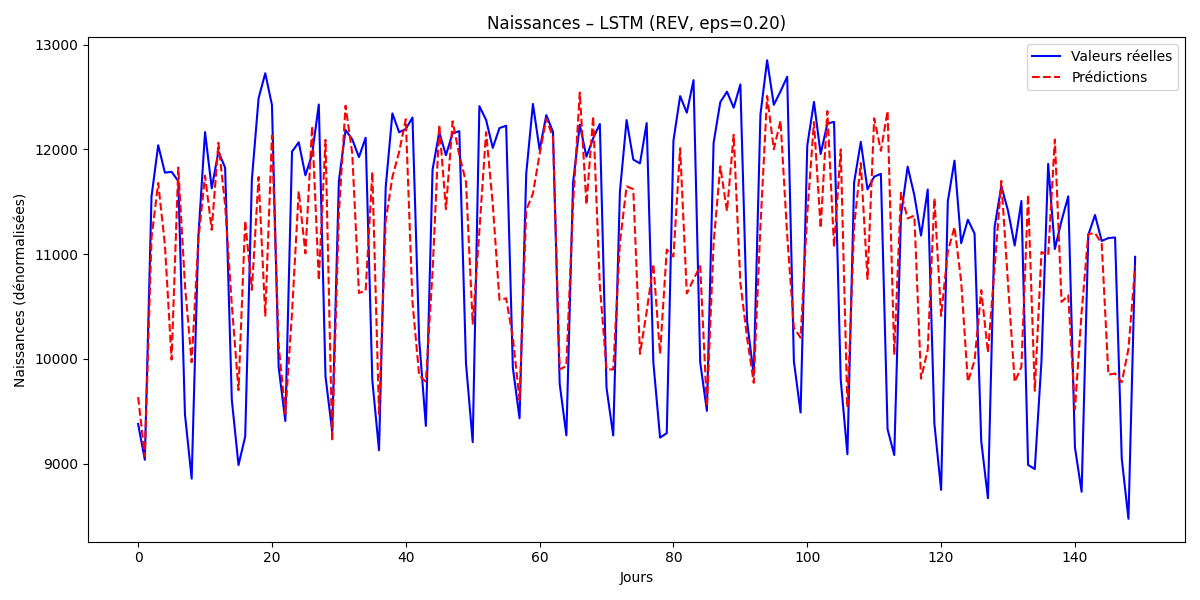 Naissances – LSTM (REV, eps=0.20)
Valeurs réelles
Prédictions
Naissances (dénormalisées)
13000
12000
11000
10000
9000
0 20 40 60 80 100 120 140
Jours